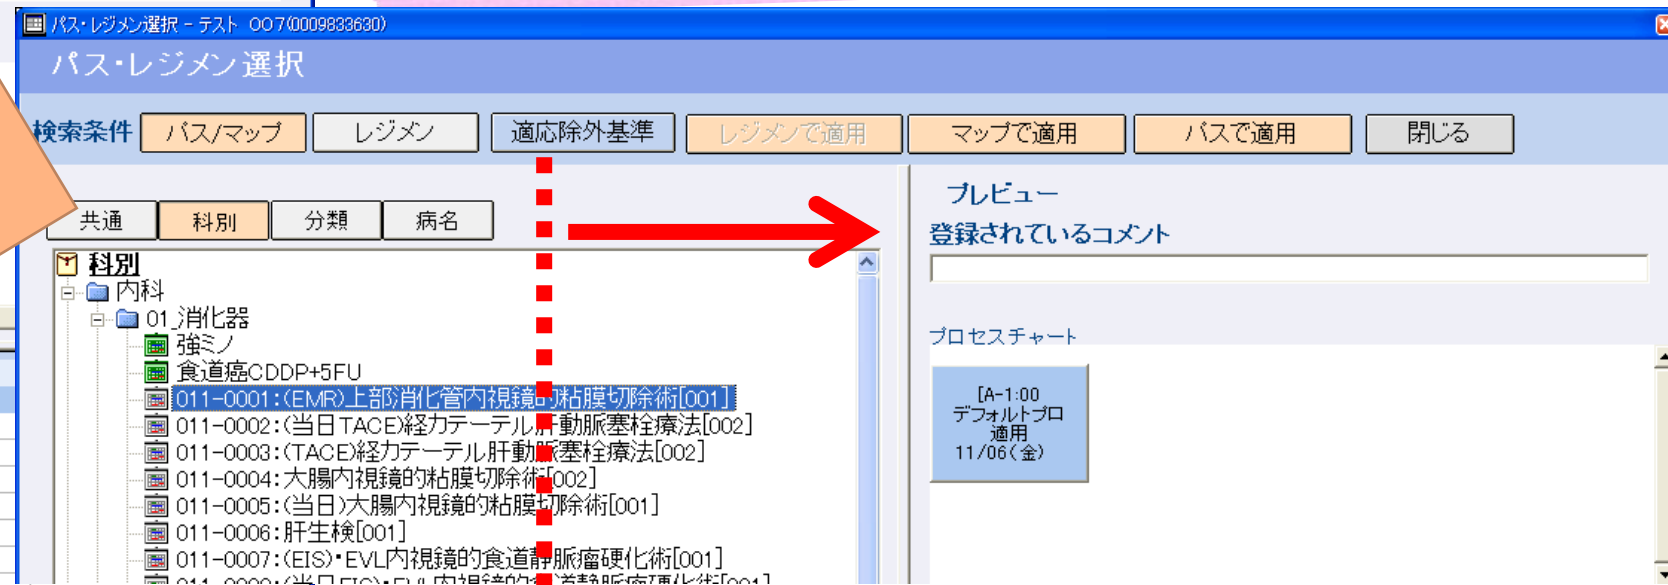 パス・レジメン選択 - テスト 007(0009833630)
パス・レジメン選択
検索条件 パス/マップ レジメン 適応除外基準 レジメンで適用 マップで適用 パスで適用 閉じる
共通 科別 分類 病名
科別
内科
01_消化器
強ミノ
食道癌CDDP+5FU
011-0001:(EMR)上部消化管内視鏡的粘膜切除術[001]
011-0002:(当日TACE)経カテーテル肝動脈塞栓療法[002]
011-0003:(TACE)経カテーテル肝動脈塞栓療法[002]
011-0004:大腸内視鏡的粘膜切除術[002]
011-0005:(当日)大腸内視鏡的粘膜切除術[001]
011-0006:肝生検[001]
011-0007:(EIS)・EVL内視鏡的食道静脈瘤硬化術[001]
プレビュー
登録されているコメント
プロセスチャート
[A-1:00
デフォルトプロ
適用
11/06(金)